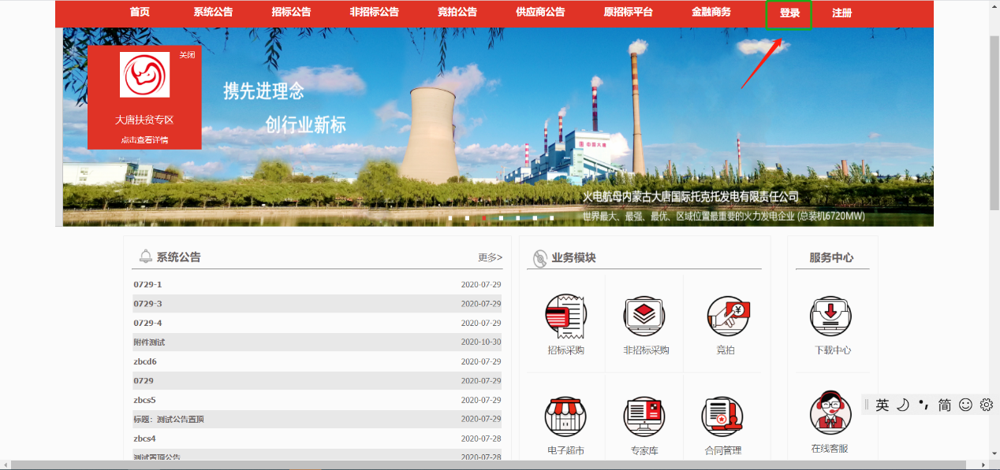 首页 系统公告 招标公告 非招标公告 竞拍公告 供应商公告 原招标平台 金融商务 登录 注册
关闭
大唐扶贫专区
点击查看详情
携先进理念
创行业新标
中国大唐
火电航母内蒙古大唐国际托克托发电有限责任公司
世界最大、最强、最优、区域位置最重要的火力发电企业 (总装机6720MW)
系统公告 更多>
0729-1 2020-07-29
0729-3 2020-07-29
0729-4 2020-07-29
附件测试 2020-10-30
zbcd6 2020-07-29
0729 2020-07-29
zbcs5 2020-07-29
标题：测试公告置顶 2020-07-29
zbcs4 2020-07-28
测试置顶公告 2020-07-28
业务模块
招标采购 非招标采购 竞拍
电子超市 专家库 合同管理
服务中心
下载中心
在线客服
英 简